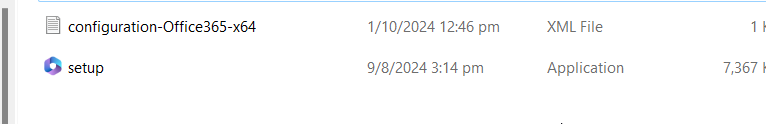 configuration-Office365-x64 1/10/2024 12:46 pm XML File 1
setup 9/8/2024 3:14 pm Application 7,367